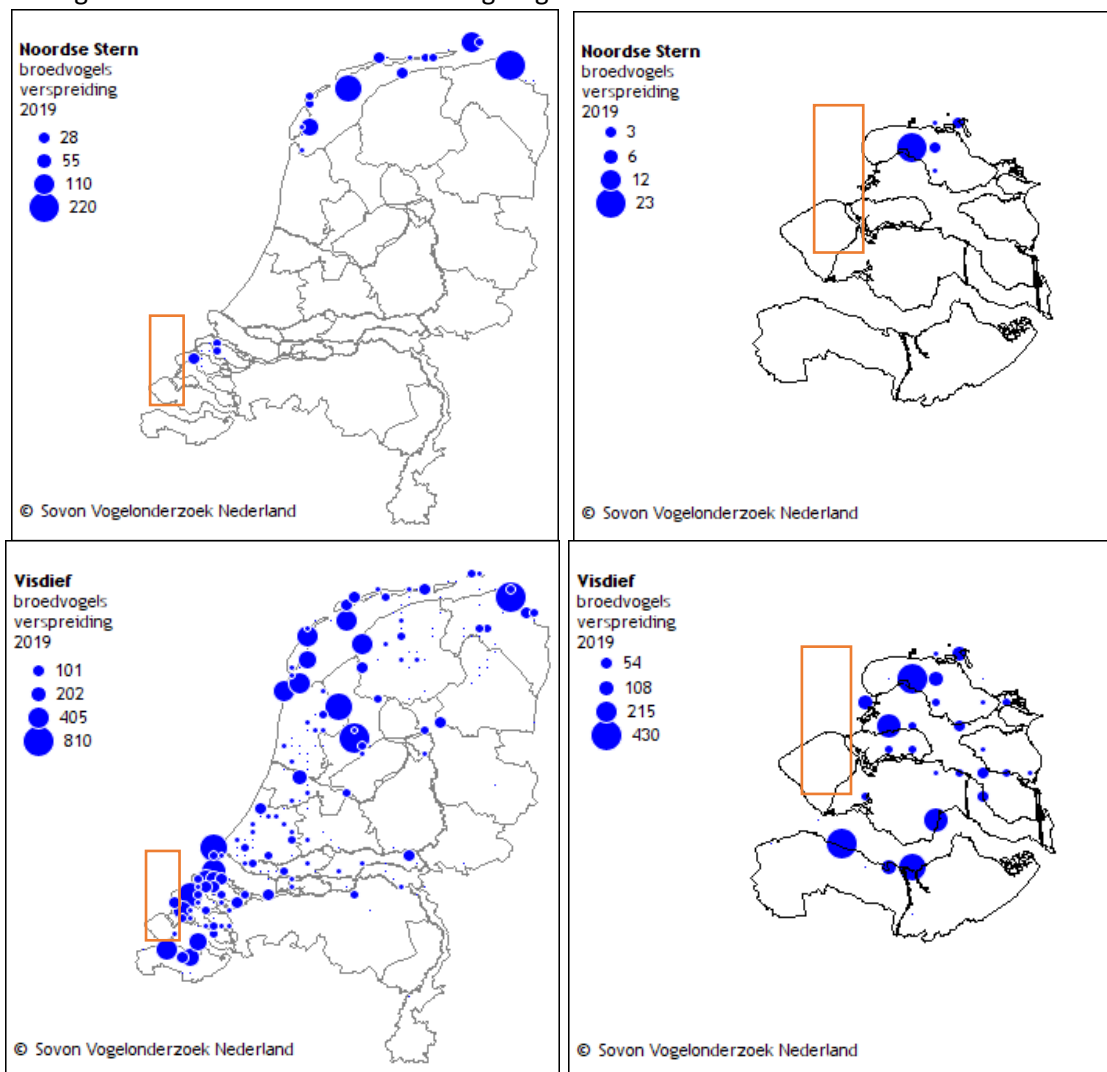 Noordse Stern
broedvogels
verspreiding
2019
28
55
110
220
© Sovon Vogelonderzoek Nederland
Noordse Stern
broedvogels
verspreiding
2019
3
6
12
23
© Sovon Vogelonderzoek Nederland
Visdief
broedvogels
verspreiding
2019
101
202
405
810
© Sovon Vogelonderzoek Nederland
Visdief
broedvogels
verspreiding
2019
54
108
215
430
© Sovon Vogelonderzoek Nederland